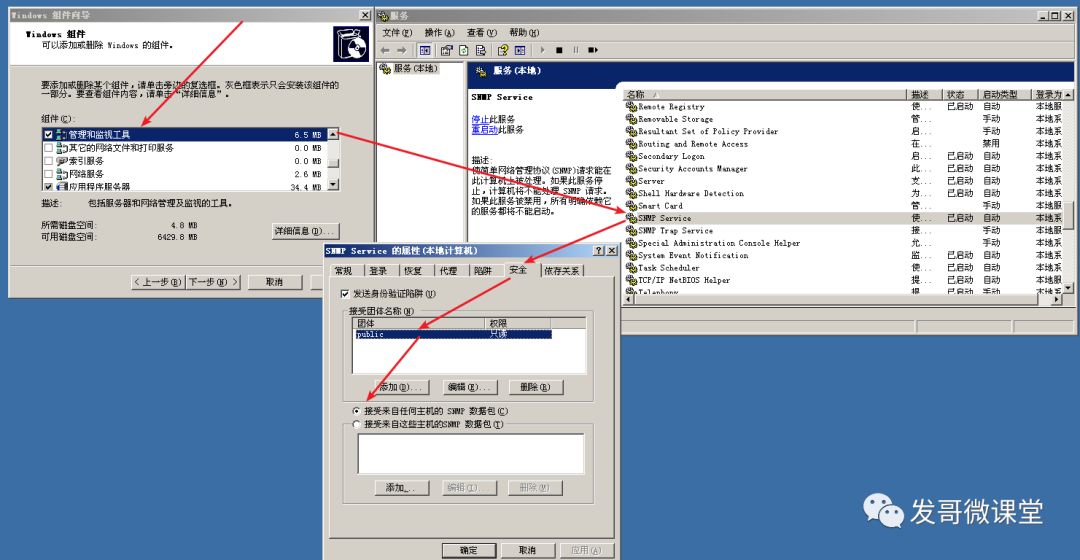 Windows 组件向导
Windows 组件
可以添加或删除 Windows 的组件。
要添加或删除某个组件，请单击旁边的复选框。灰色框表示只会安装该组件的
一部分。要查看组件内容，请单击“详细信息”。
组件(C):
管理和监视工具 6.5 MB
其它的网络文件和打印服务 0.0 MB
索引服务 0.0 MB
网络服务 2.6 MB
应用程序服务器 34.4 MB
描述: 包括服务器和网络管理及监视的工具。
所需磁盘空间: 4.8 MB
可用磁盘空间: 6429.8 MB
详细信息(D)...
< 上一步(B) 下一步(N) > 取消
服务
文件(F) 操作(A) 查看(V) 帮助(H)
服务(本地)
服务(本地)
SNMP Service
停止此服务
重启动此服务
描述:
使简单网络管理协议(SNMP)请求能在
此计算机上被处理。如果此服务停
止，计算机将不能处理 SNMP 请求。
如果此服务被禁用，所有明确依赖它
的服务都将不能启动。
名称 描述 状态 启动类型 登录为
Remote Registry 使... 已启动 自动 本地服
Removable Storage 管... 手动 本地系
Resultant Set of Policy Provider 启... 手动 本地系
Routing and Remote Access 在... 禁用 本地系
Secondary Logon 启... 已启动 自动 本地系
Security Accounts Manager 此... 已启动 自动 本地系
Server 支... 已启动 自动 本地系
Shell Hardware Detection 为... 已启动 自动 本地系
Smart Card 管... 手动 本地服
SNMP Service 使... 已启动 自动 本地系
SNMP Trap Service 接... 手动 本地服
Special Administration Console Helper 允... 手动 本地系
System Event Notification 监... 已启动 自动 本地系
Task Scheduler 使... 已启动 自动 本地系
TCP/IP NetBIOS Helper 提... 已启动 自动 本地服
Telephony 提... 已启动 手动 本地系
SNMP Service 的属性(本地计算机)
常规 登录 恢复 代理 陷阱 安全 依存关系
发送身份验证陷阱(U)
接受团体名称(N)
团体 权限
public 只读
添加(D)... 编辑(E)... 删除(R)
接受来自任何主机的 SNMP 数据包(C)
接受来自这些主机的SNMP 数据包(T)
添加... 编辑(I)... 删除(M)
确定 取消 应用(A)
发哥微课堂